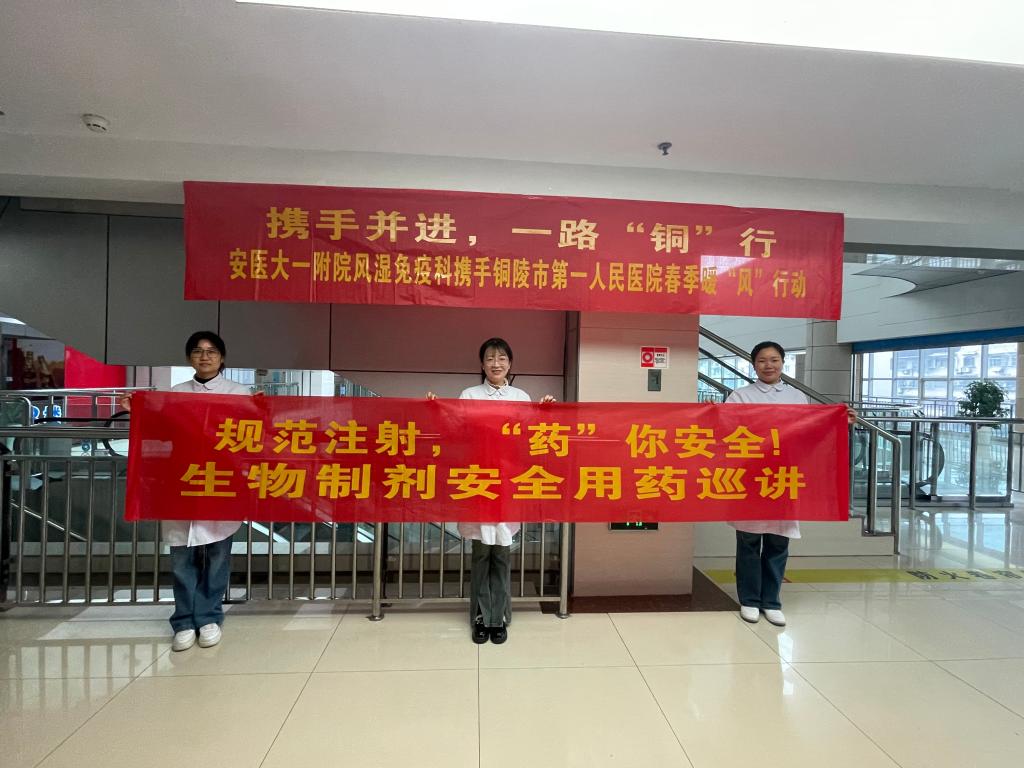 携手并进，一路“铜”行
安医大一附院风湿免疫科携手铜陵市第一人民医院春季暖“风”行动
规范注射，“药”你安全！
生物制剂安全用药巡讲